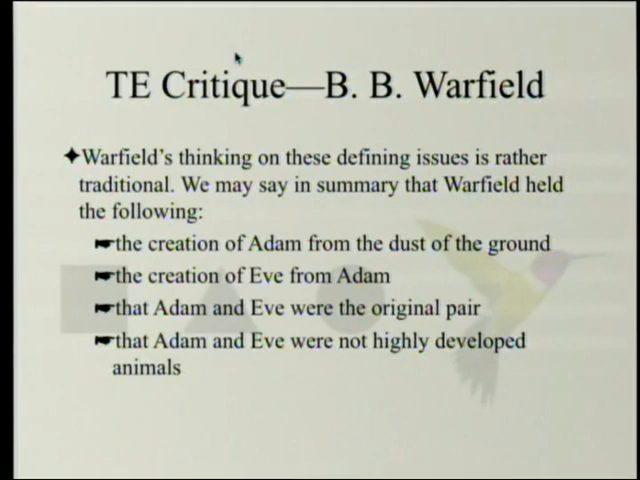 TE Critique—B. B. Warfield
Warfield's thinking on these defining issues is rather
traditional. We may say in summary that Warfield held
the following:
the creation of Adam from the dust of the ground
the creation of Eve from Adam
that Adam and Eve were the original pair
that Adam and Eve were not highly developed
animals